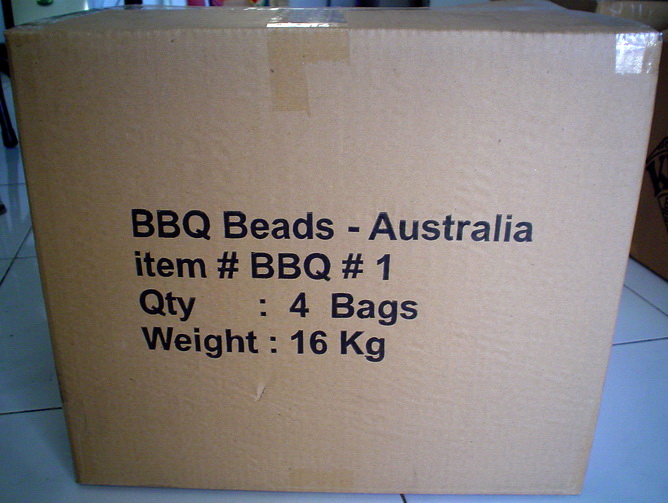 BBQ Beads - Australia
item # BBQ # 1
Qty : 4 Bags
Weight : 16 Kg